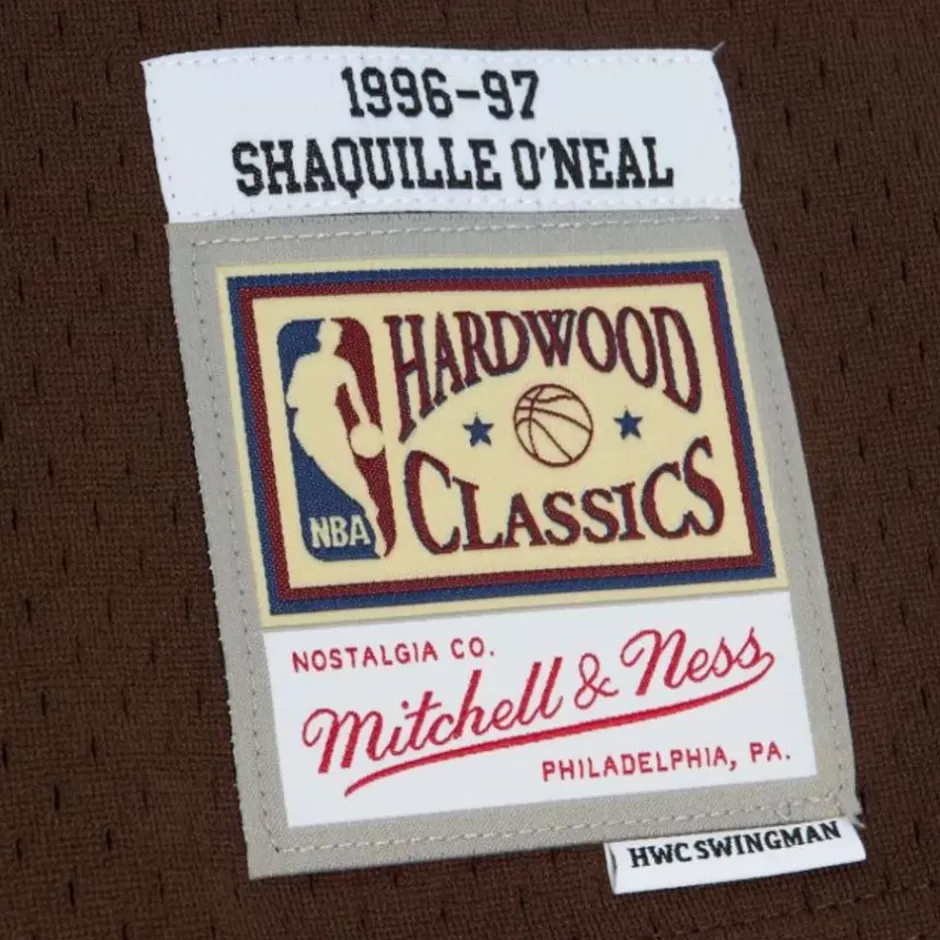 1996-97
SHAQUILLE O'NEAL
HARDWOOD
CLASSICS
NBA
NOSTALGIA CO.
Mitchell & Ness
PHILADELPHIA, PA.
HWC SWINGMAN